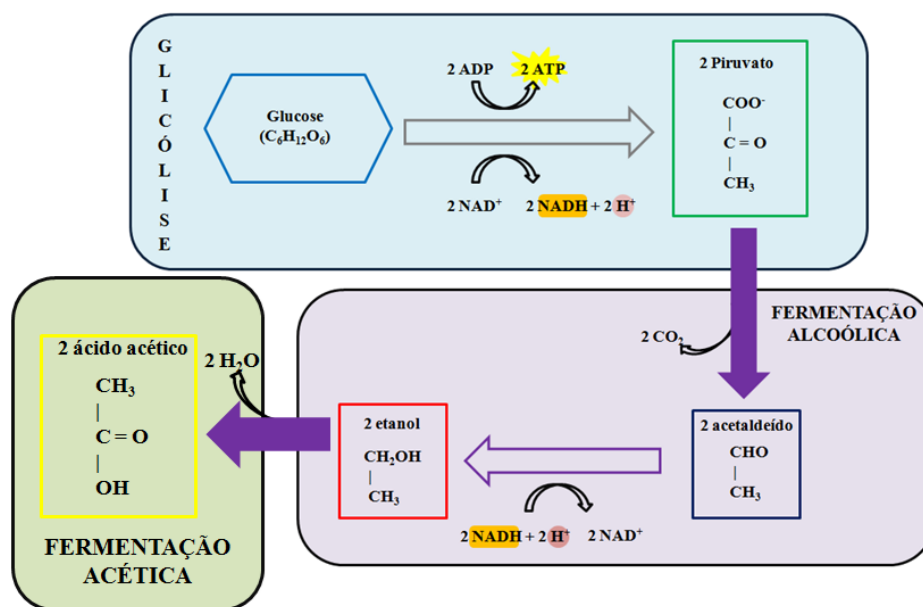 G
L
I
C
Ó
L
I
S
E
Glucose
(C₆H₁₂O₆)
2 ADP 2 ATP
2 NAD⁺ 2 NADH + 2 H⁺
2 Piruvato
COO⁻
|
C = O
|
CH₃
FERMENTAÇÃO
ALCOÓLICA
2 CO₂
2 acetaldeído
CHO
|
CH₃
2 NADH + 2 H⁺ 2 NAD⁺
2 etanol
CH₂OH
|
CH₃
2 H₂O
2 ácido acético
CH₃
|
C = O
|
OH
FERMENTAÇÃO
ACÉTICA